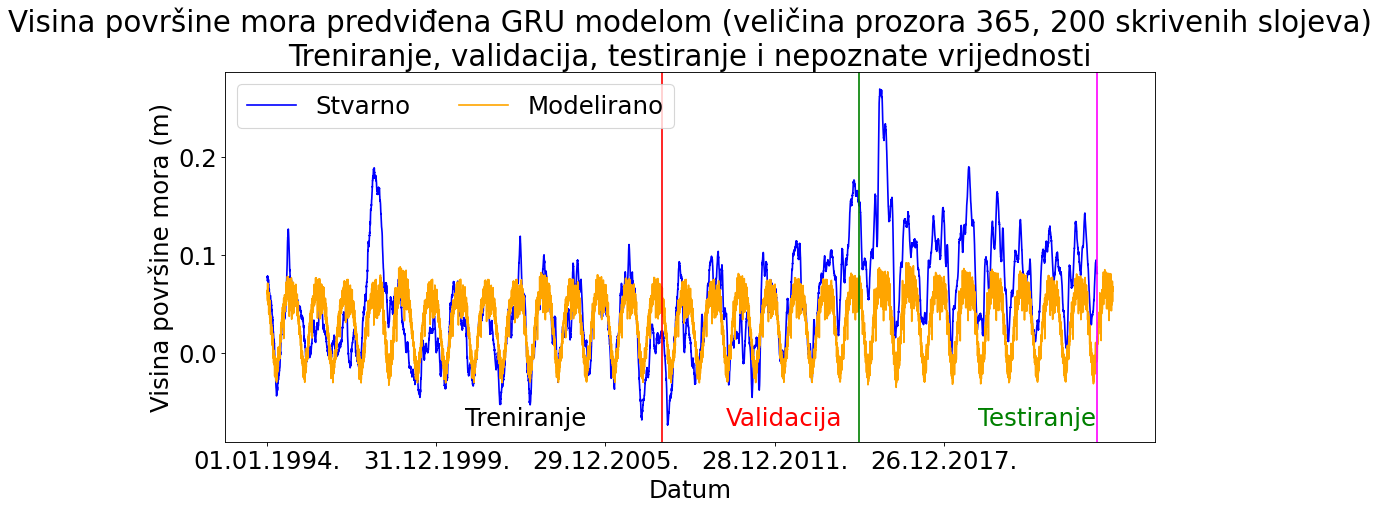 Visina površine mora predviđena GRU modelom (veličina prozora 365, 200 skrivenih slojeva)
Treniranje, validacija, testiranje i nepoznate vrijednosti
Stvarno
Modelirano
Visina površine mora (m)
0.2
0.1
0.0
Treniranje
Validacija
Testiranje
01.01.1994.
31.12.1999.
29.12.2005.
28.12.2011.
26.12.2017.
Datum